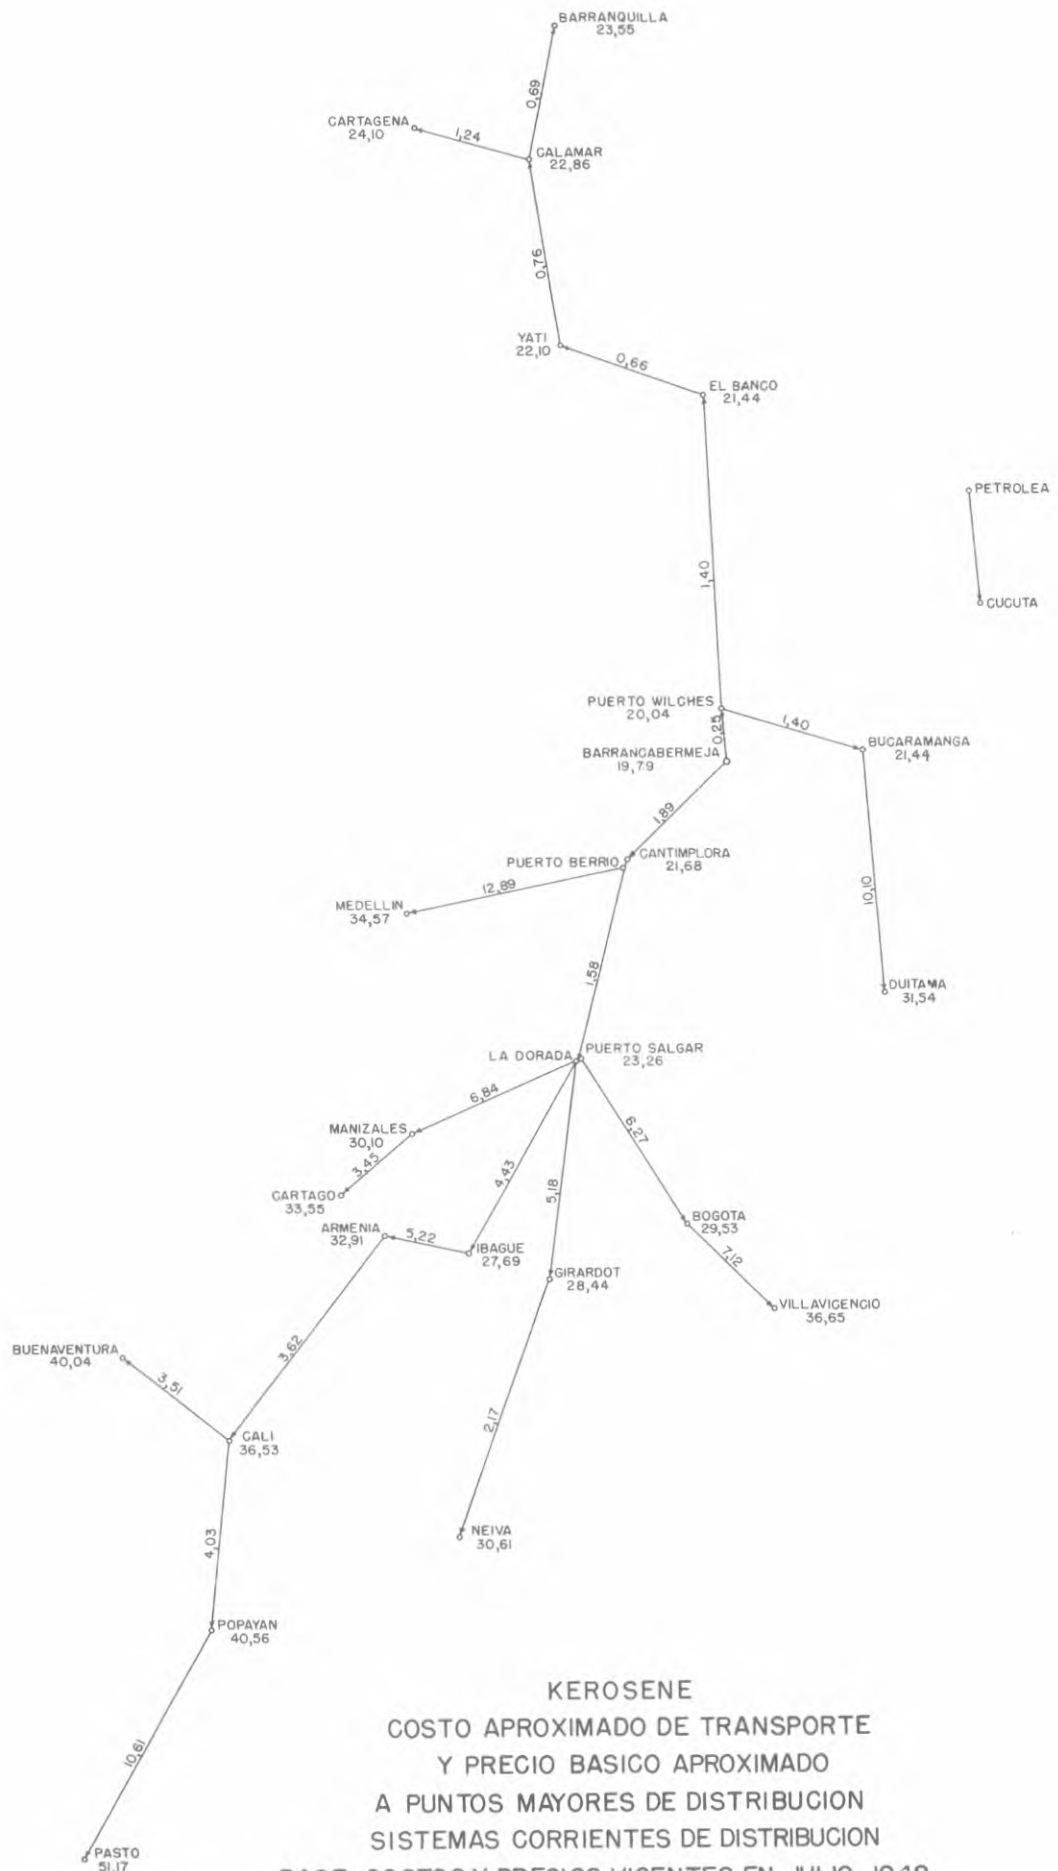 BARRANQUILLA
23,55
0,69
CARTAGENA
24,10
1,24
CALAMAR
22,86
0,76
YATI
22,10
0,66
EL BANCO
21,44
PETROLEA
1,40
CUCUTA
PUERTO WILCHES
20,04
1,40
0,25
BUCARAMANGA
21,44
BARRANCABERMEJA
19,79
1,89
CANTIMPLORA
21,68
PUERTO BERRIO
12,89
MEDELLIN
34,57
10,10
1,58
DUITAMA
31,54
PUERTO SALGAR
23,26
LA DORADA
6,84
MANIZALES
30,10
6,27
4,43
5,18
3,45
CARTAGO
33,55
BOGOTA
29,53
ARMENIA
32,91
5,22
IBAGUE
27,69
7,12
GIRARDOT
28,44
VILLAVICENCIO
36,65
BUENAVENTURA
40,04
3,62
3,51
2,17
CALI
36,53
NEIVA
30,61
4,03
POPAYAN
40,56
10,61
PASTO
51,17
KEROSENE
COSTO APROXIMADO DE TRANSPORTE
Y PRECIO BASICO APROXIMADO
A PUNTOS MAYORES DE DISTRIBUCION
SISTEMAS CORRIENTES DE DISTRIBUCION
COSTOS Y PRECIOS VIGENTES EN JULIO